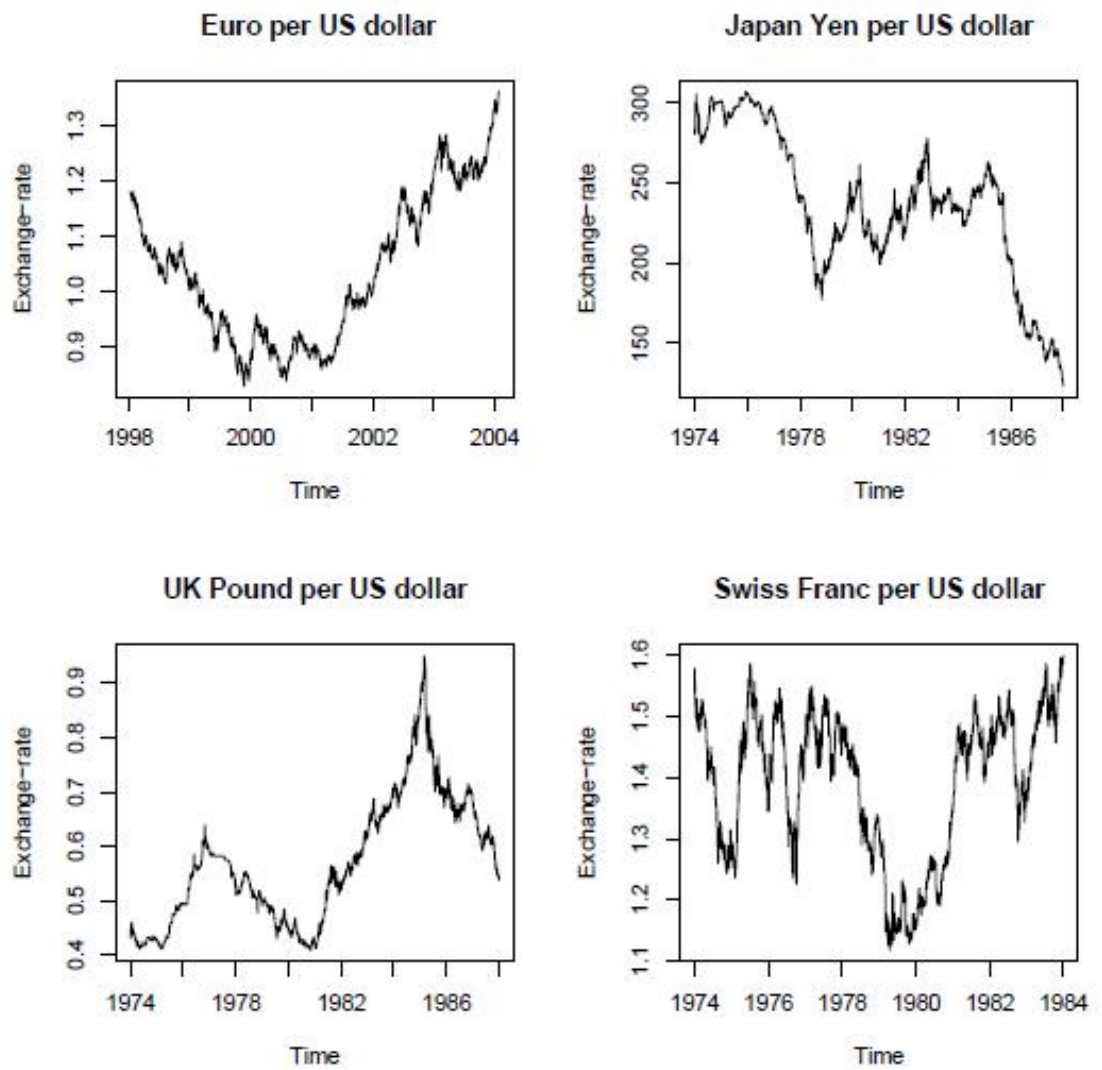 Euro per US dollar
Exchange-rate
1.3
1.2
1.1
1.0
0.9
1998 2000 2002 2004
Time
Japan Yen per US dollar
Exchange-rate
300
250
200
150
1974 1978 1982 1986
Time
UK Pound per US dollar
Exchange-rate
0.9
0.8
0.7
0.6
0.5
0.4
1974 1978 1982 1986
Time
Swiss Franc per US dollar
Exchange-rate
1.6
1.5
1.4
1.3
1.2
1.1
1974 1976 1978 1980 1982 1984
Time